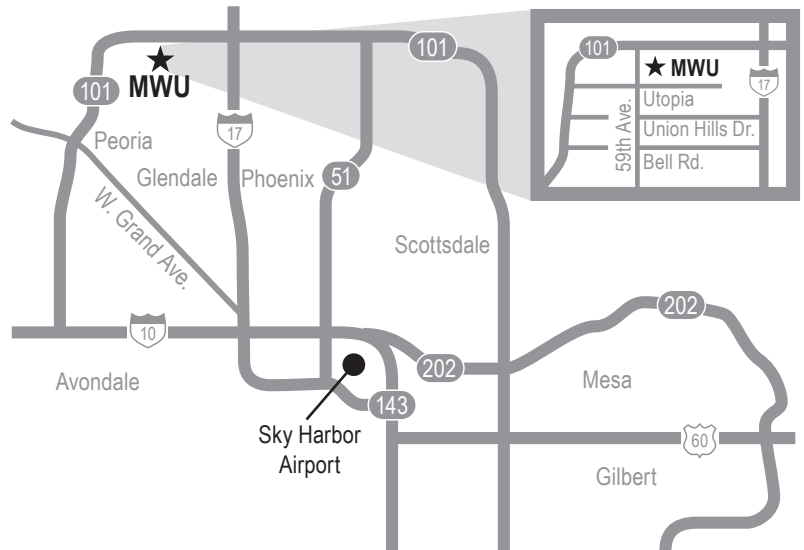 17
101
101
101
MWU
MWU
17
101
Utopia
Union Hills Dr.
59th Ave.
Bell Rd.
Peoria
Glendale
Phoenix
51
W. Grand Ave.
Scottsdale
202
10
202
Avondale
Mesa
143
Sky Harbor
Airport
60
Gilbert